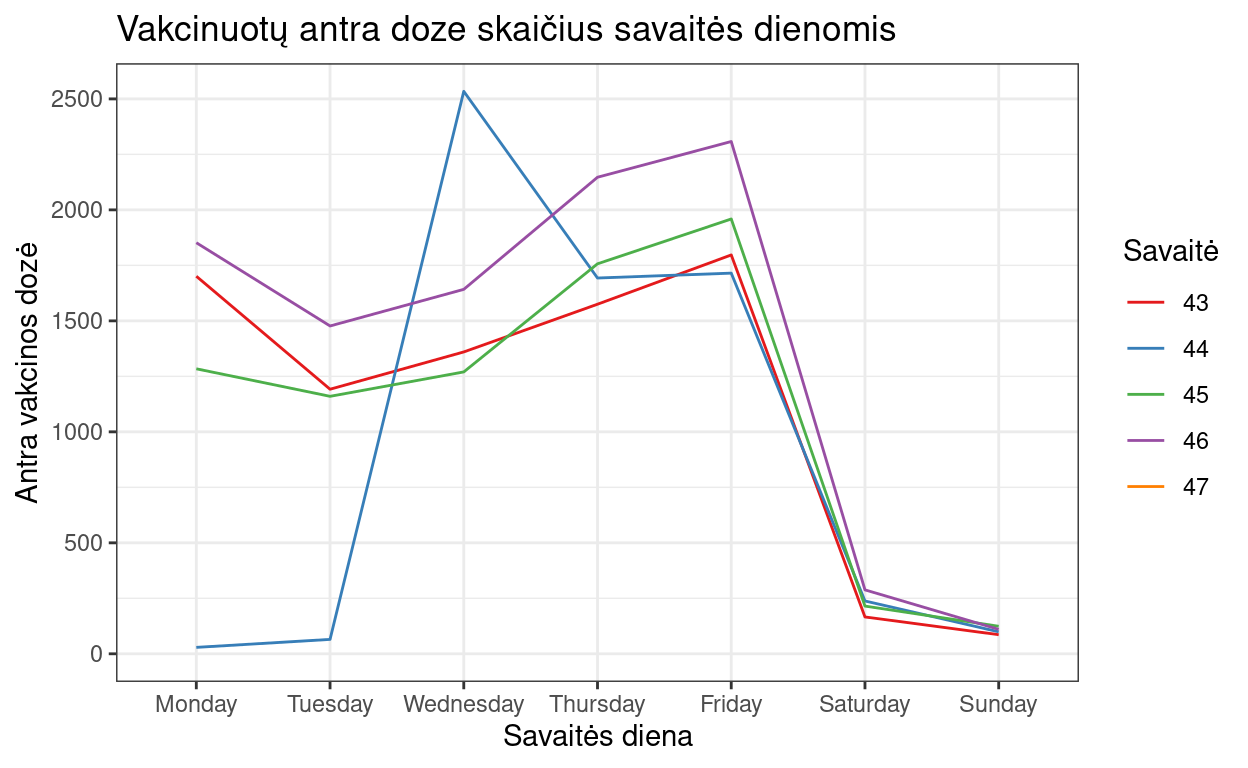 Vakcinuotų antra doze skaičius savaitės dienomis
2500
2000
1500
1000
500
0
Antra vakcinos dozė
Monday Tuesday Wednesday Thursday Friday Saturday Sunday
Savaitės diena
Savaitė
43
44
45
46
47